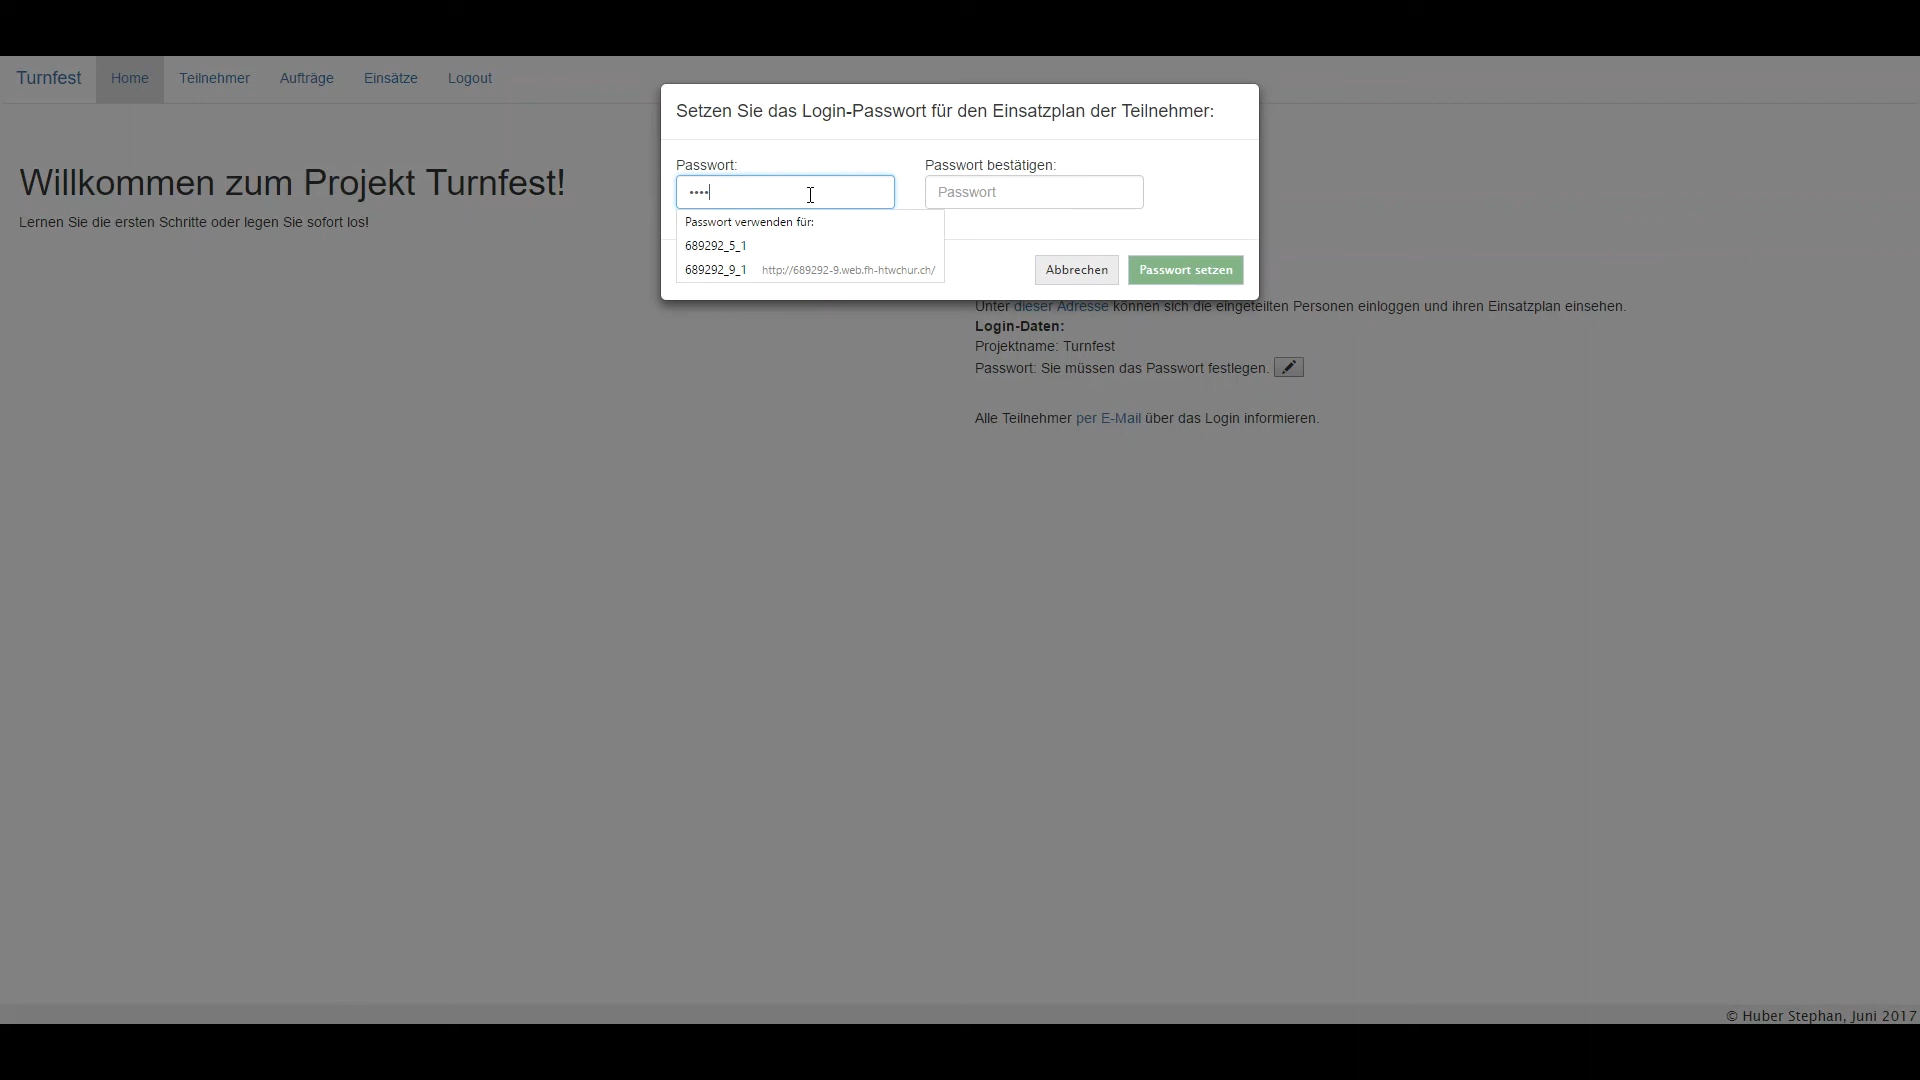 Turnfest Home Teilnehmer Aufträge Einsätze Logout
Setzen Sie das Login-Passwort für den Einsatzplan der Teilnehmer:
Passwort: Passwort bestätigen:
•••• Passwort
Passwort verwenden für:
689292_5_1
689292_9_1 http://689292-9.web.fh-htwchur.ch/
Abbrechen Passwort setzen
Willkommen zum Projekt Turnfest!
Lernen Sie die ersten Schritte oder legen Sie sofort los!
Unter dieser Adresse können sich die eingeteilten Personen einloggen und ihren Einsatzplan einsehen.
Login-Daten:
Projektname: Turnfest
Passwort: Sie müssen das Passwort festlegen.
Alle Teilnehmer per E-Mail über das Login informieren.
© Huber Stephan, Juni 2017